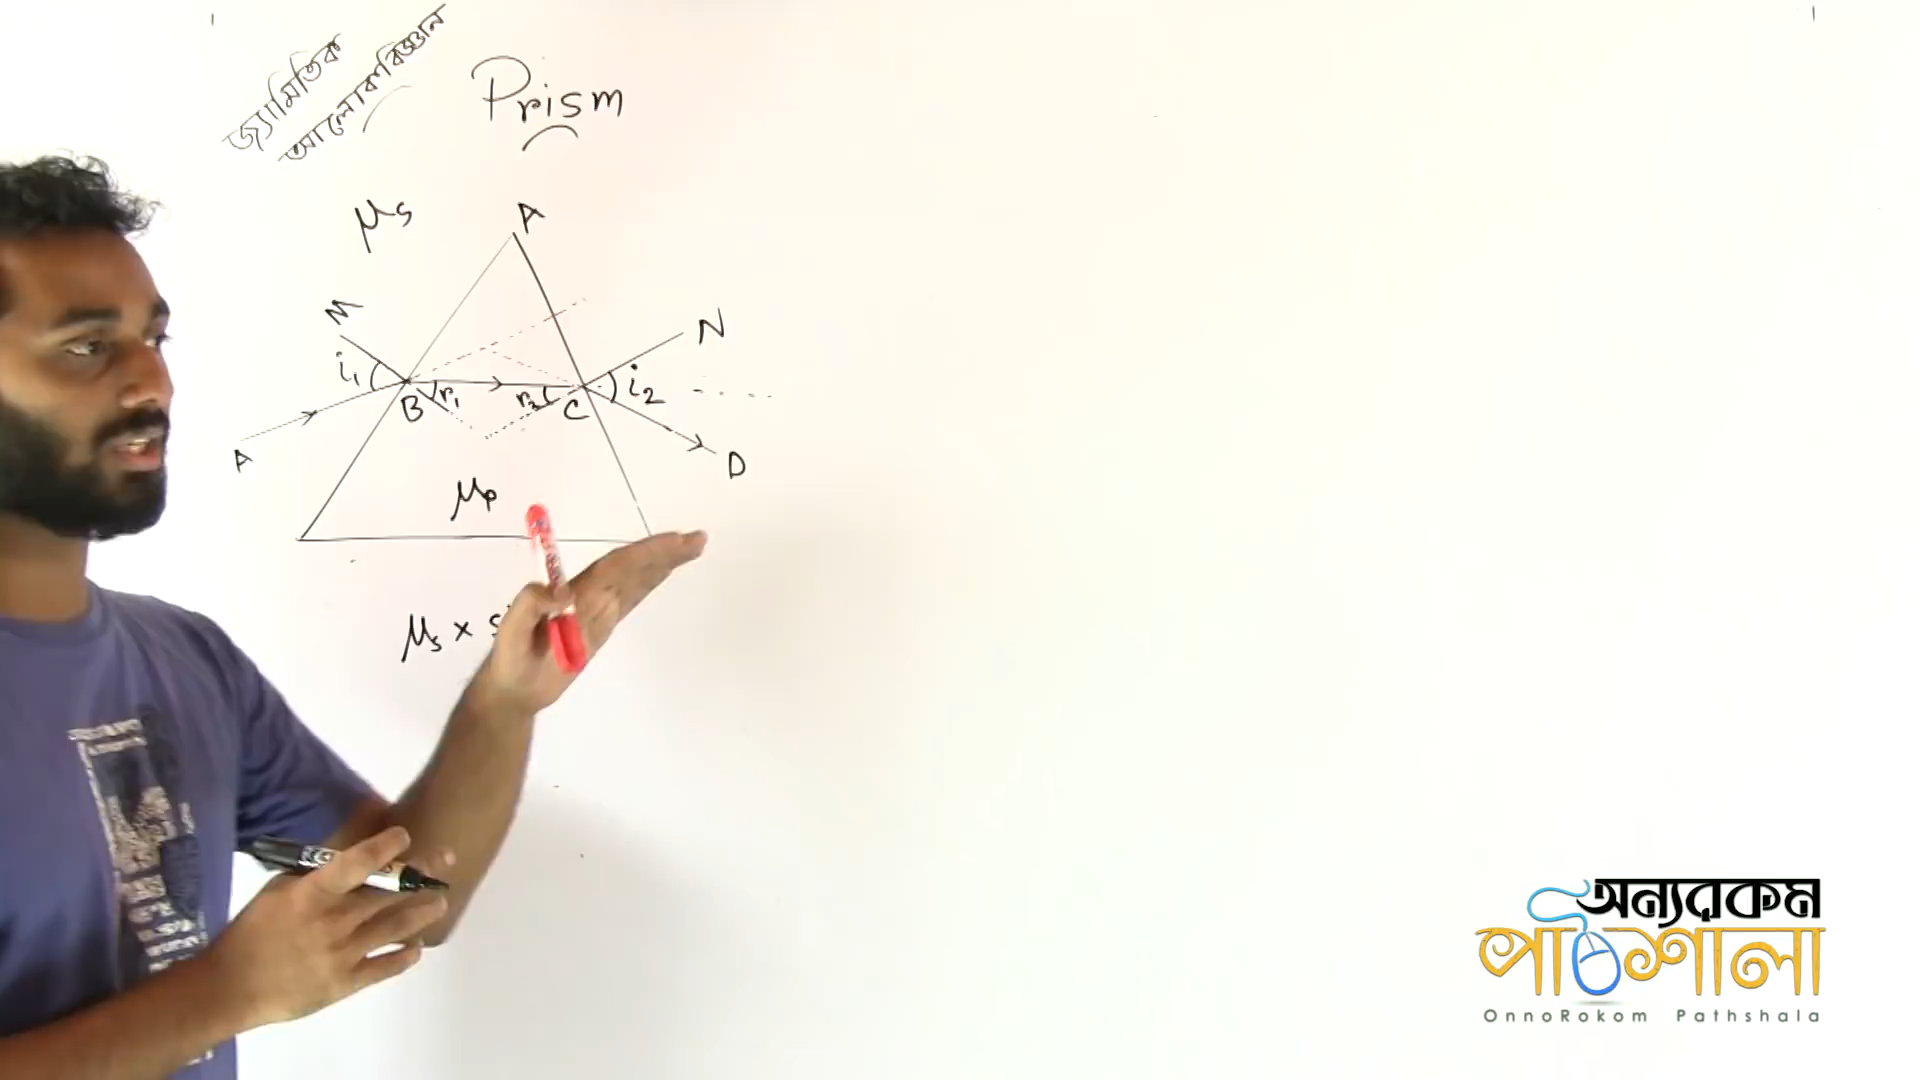 জ্যামিতিক
আলোকবিজ্ঞান
Prism
μs
A
M
N
i₁
r₁
r₂
i₂
B
C
A
D
μp
μs × s
অন্যরকম
পাঠশালা
OnnoRokom Pathshala